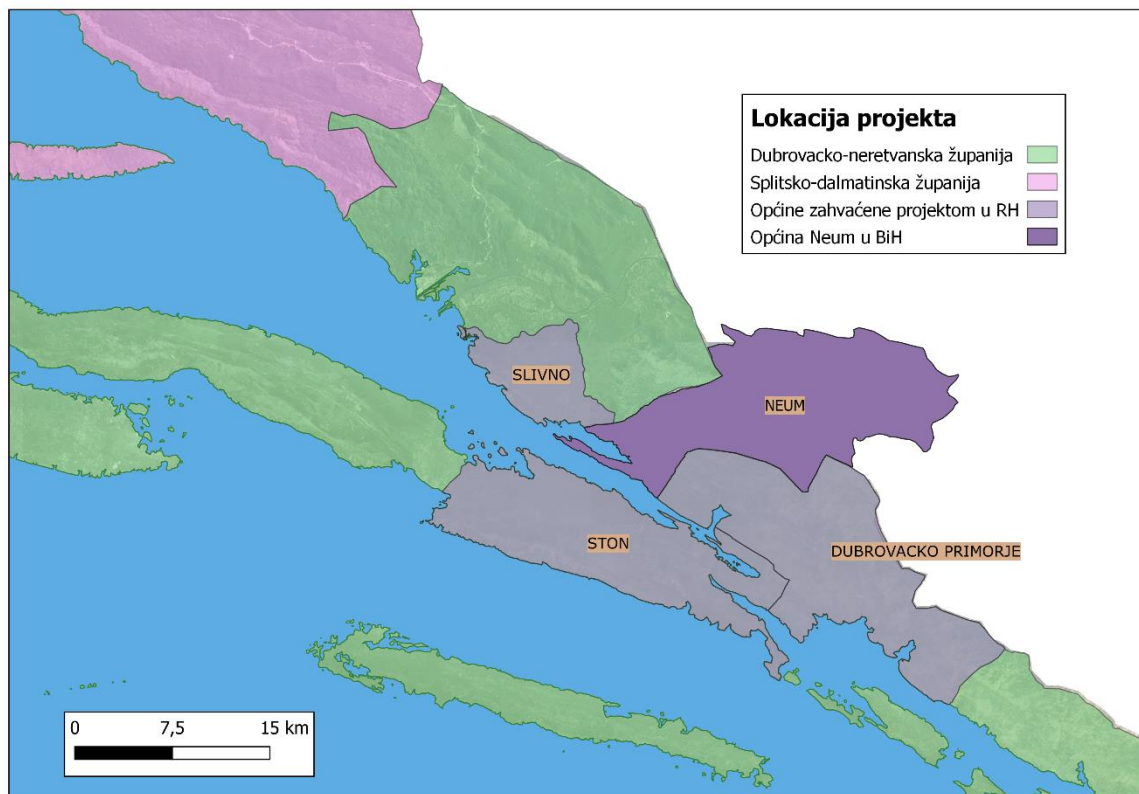 Lokacija projekta
Dubrovacko-neretvanska županija
Splitsko-dalmatinska županija
Općine zahvaćene projektom u RH
Općina Neum u BiH
SLIVNO
NEUM
STON
DUBROVACKO PRIMORJE
0 7,5 15 km